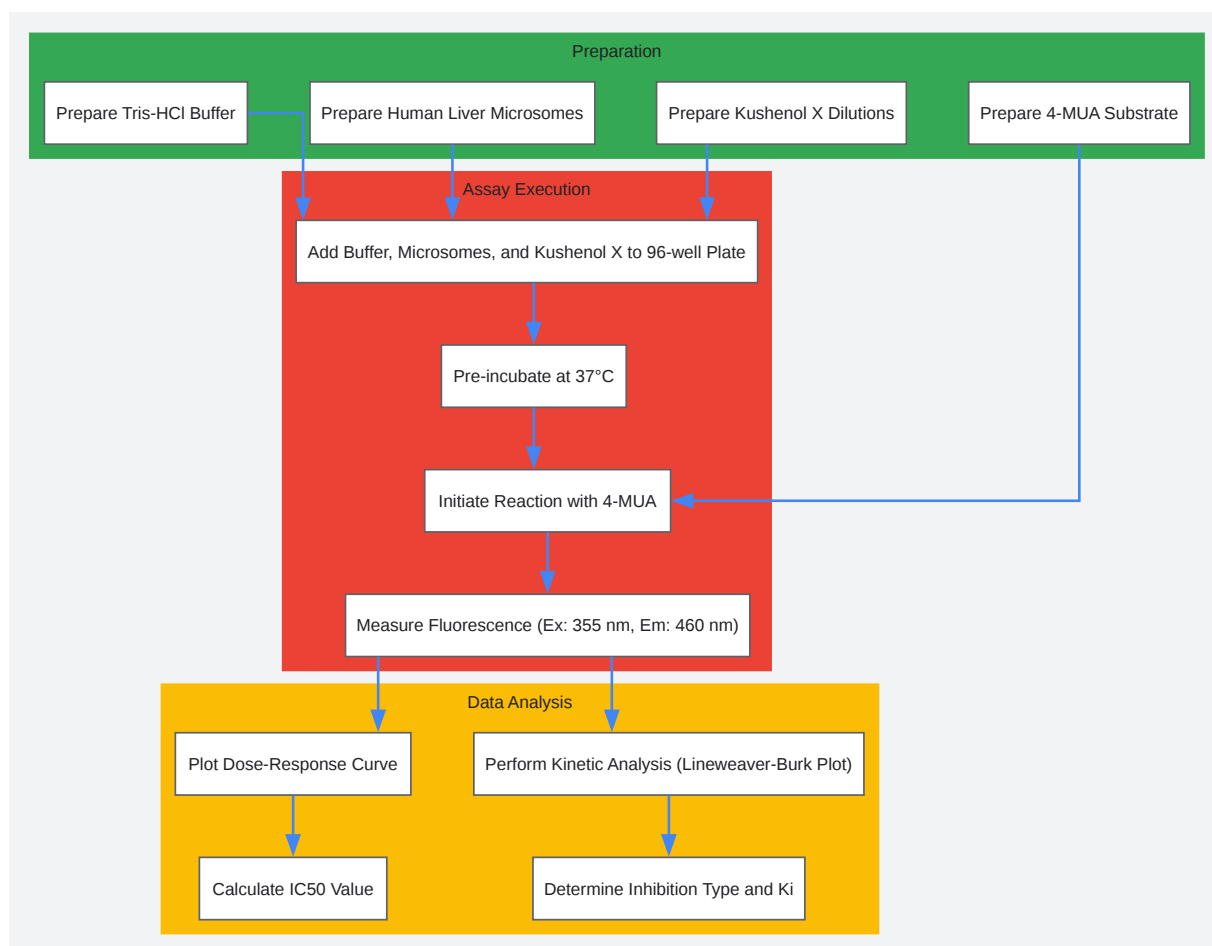 Preparation
Prepare Tris-HCl Buffer
Prepare Human Liver Microsomes
Prepare Kushenol X Dilutions
Prepare 4-MUA Substrate
Assay Execution
Add Buffer, Microsomes, and Kushenol X to 96-well Plate
Pre-incubate at 37°C
Initiate Reaction with 4-MUA
Measure Fluorescence (Ex: 355 nm, Em: 460 nm)
Data Analysis
Plot Dose-Response Curve
Perform Kinetic Analysis (Lineweaver-Burk Plot)
Calculate IC50 Value
Determine Inhibition Type and Ki